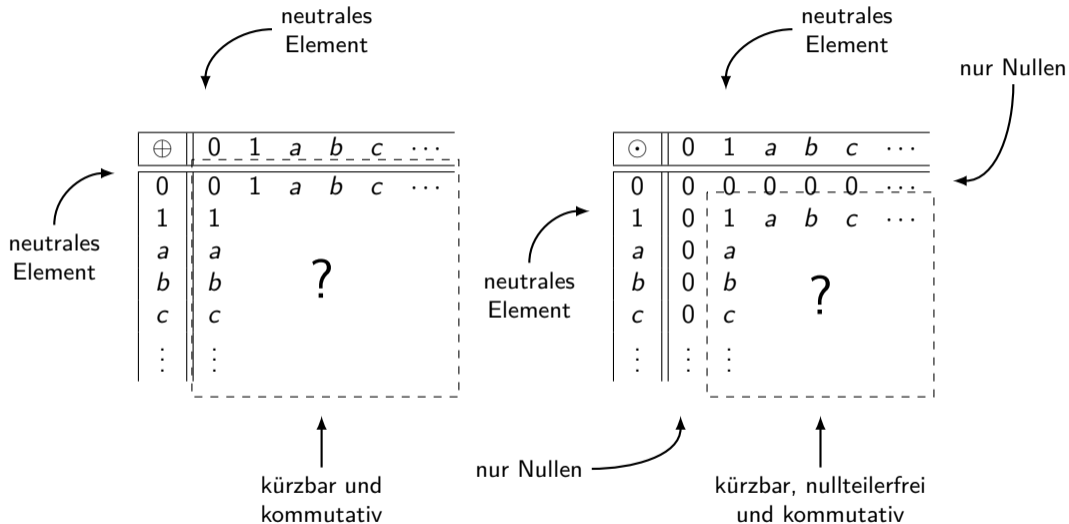 neutrales
Element
neutrales
Element
nur Nullen
⊕ 0 1 a b c ⋯
0 0 1 a b c ⋯
1 1
a a
b b
c c
⋮ ⋮
?
neutrales
Element
kürzbar und
kommutativ
⊙ 0 1 a b c ⋯
0 0 0 0 0 0 ⋯
1 0 1 a b c ⋯
a 0 a
b 0 b
c 0 c
⋮ ⋮ ⋮
?
neutrales
Element
nur Nullen
kürzbar, nullteilerfrei
und kommutativ